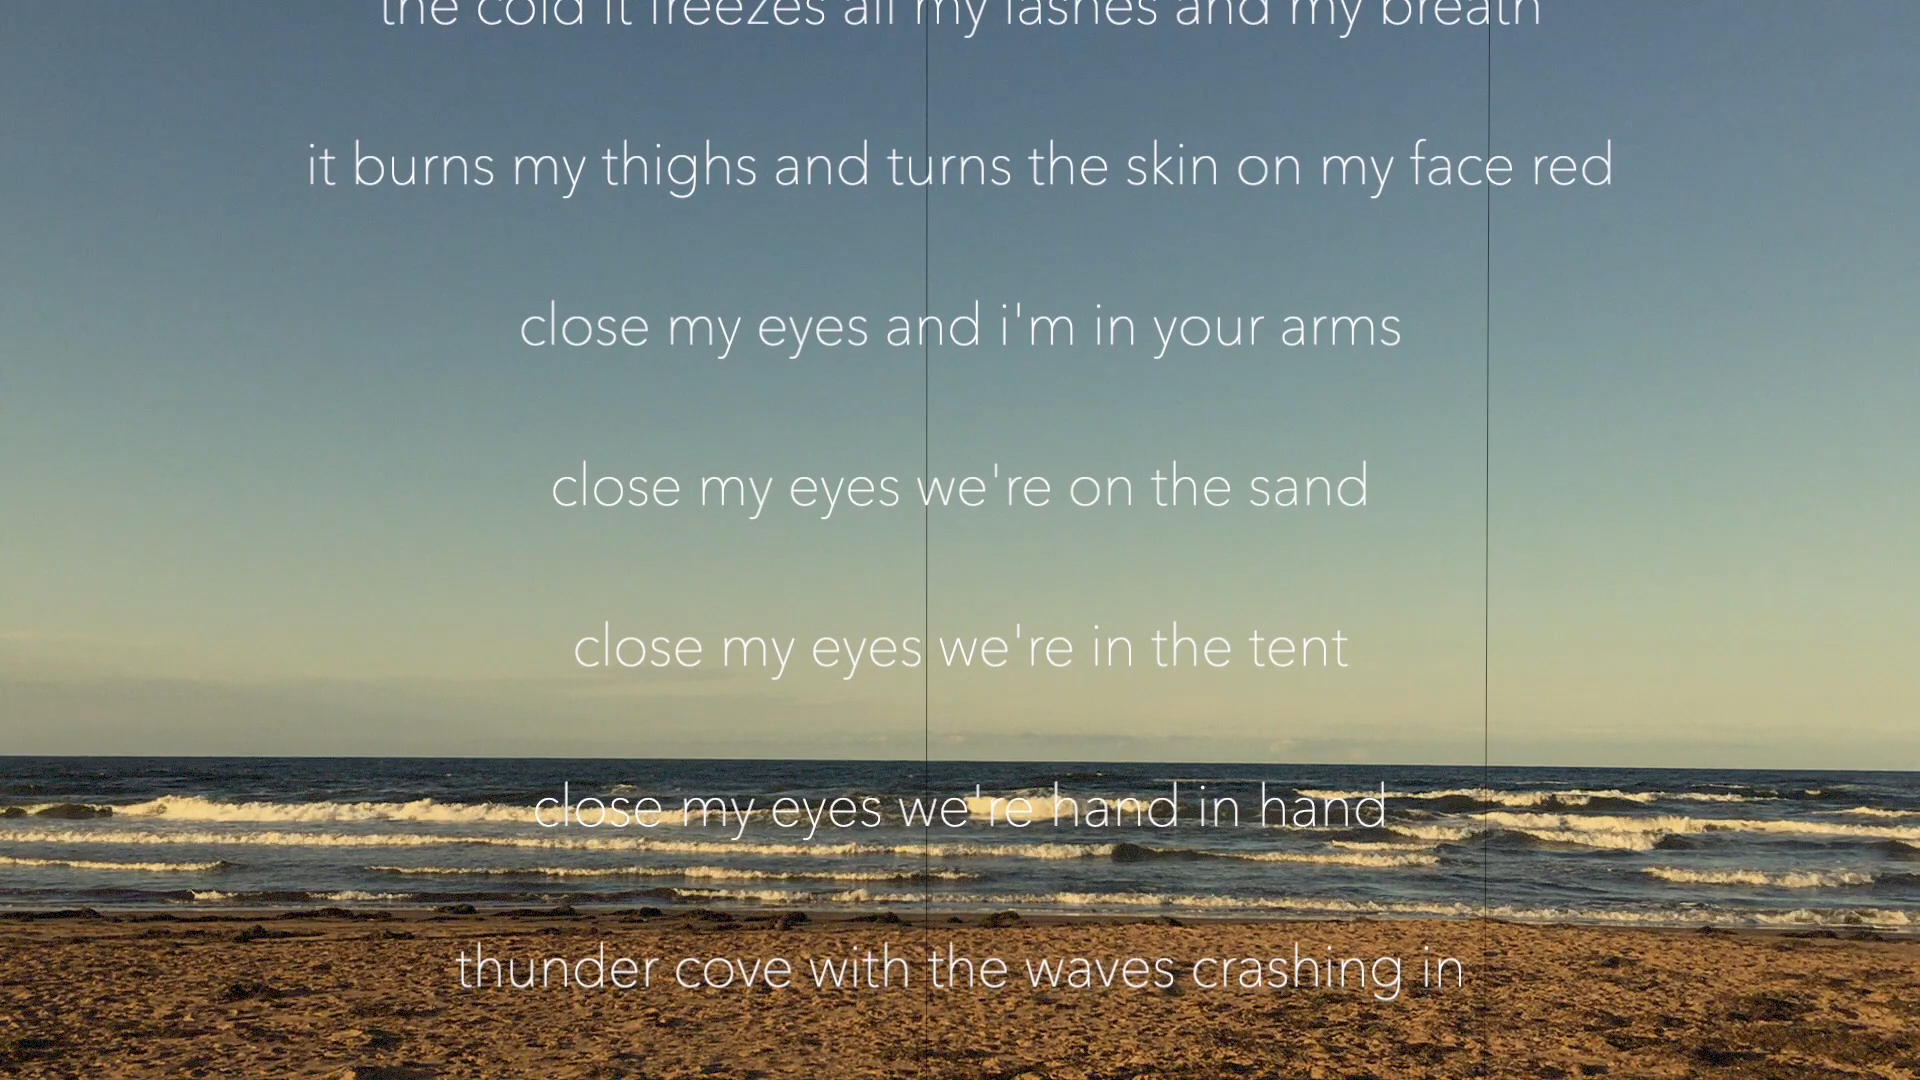 the cold it freezes all my lashes and my breath
it burns my thighs and turns the skin on my face red
close my eyes and i'm in your arms
close my eyes we're on the sand
close my eyes we're in the tent
close my eyes we're hand in hand
thunder cove with the waves crashing in